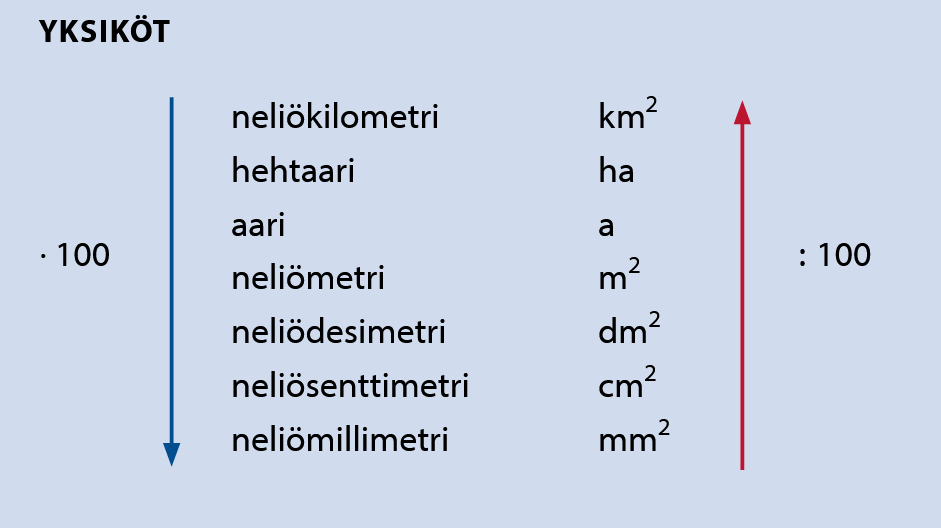 YKSIKÖT
neliökilometri km²
hehtaari ha
aari a
· 100 : 100
neliömetri m²
neliödesimetri dm²
neliösenttimetri cm²
neliömillimetri mm²